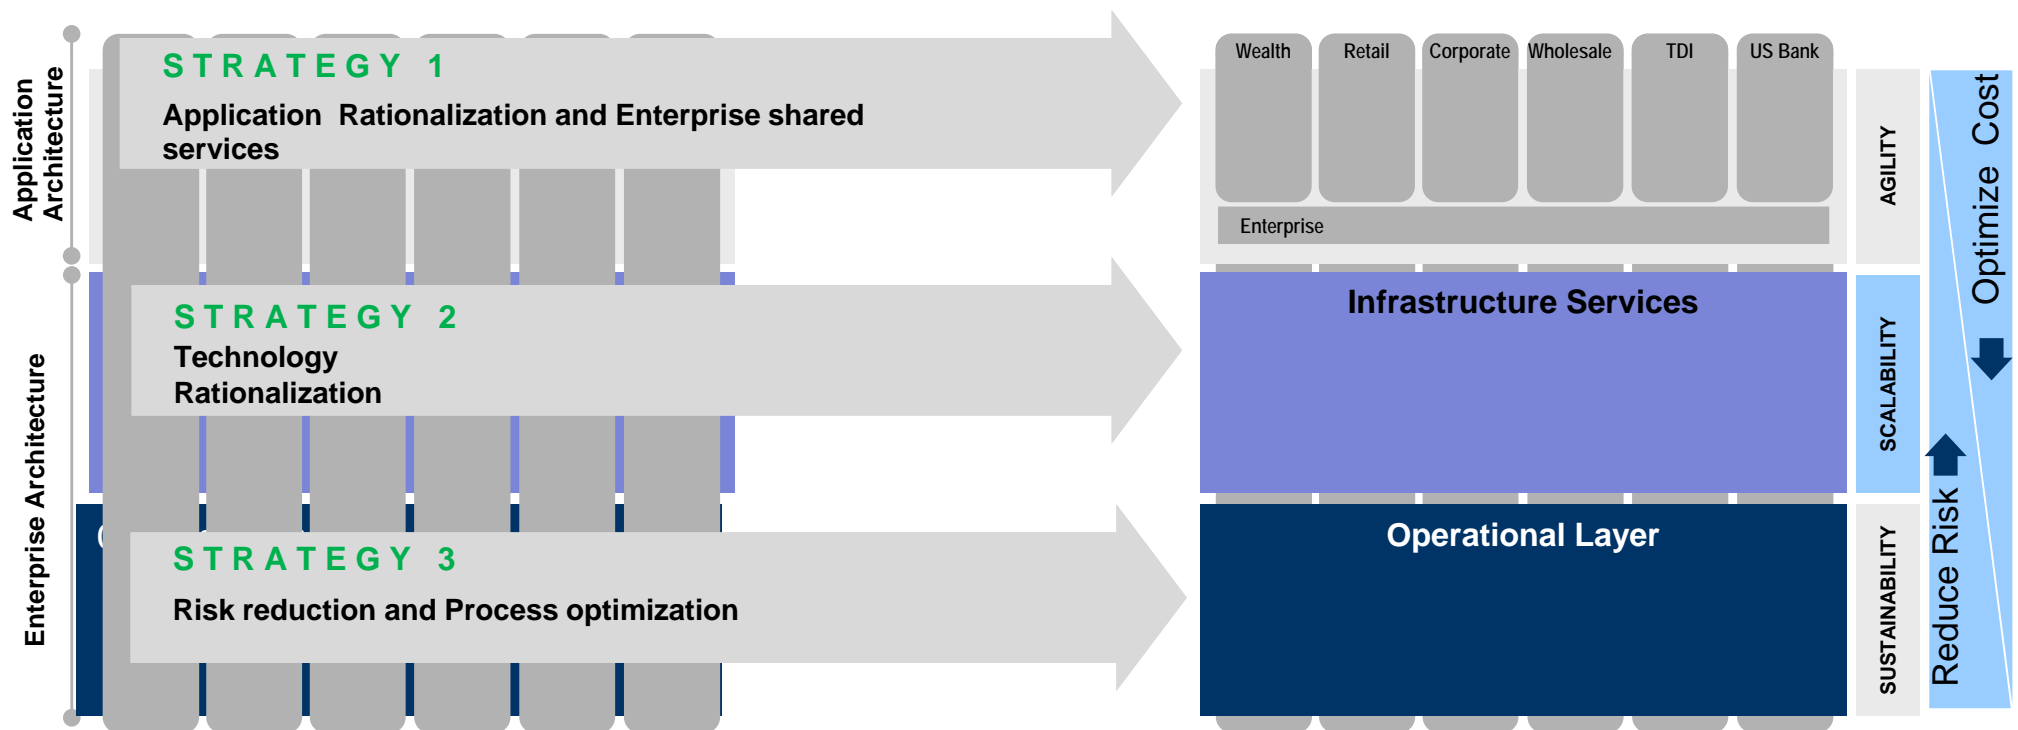 Application
Architecture
STRATEGY 1
Application Rationalization and Enterprise shared
services
Wealth
Retail
Corporate
Wholesale
TDI
US Bank
Enterprise
AGILITY
Optimize Cost
Enterprise Architecture
STRATEGY 2
Technology
Rationalization
Infrastructure Services
SCALABILITY
STRATEGY 3
Risk reduction and Process optimization
Operational Layer
SUSTAINABILITY
Reduce Risk